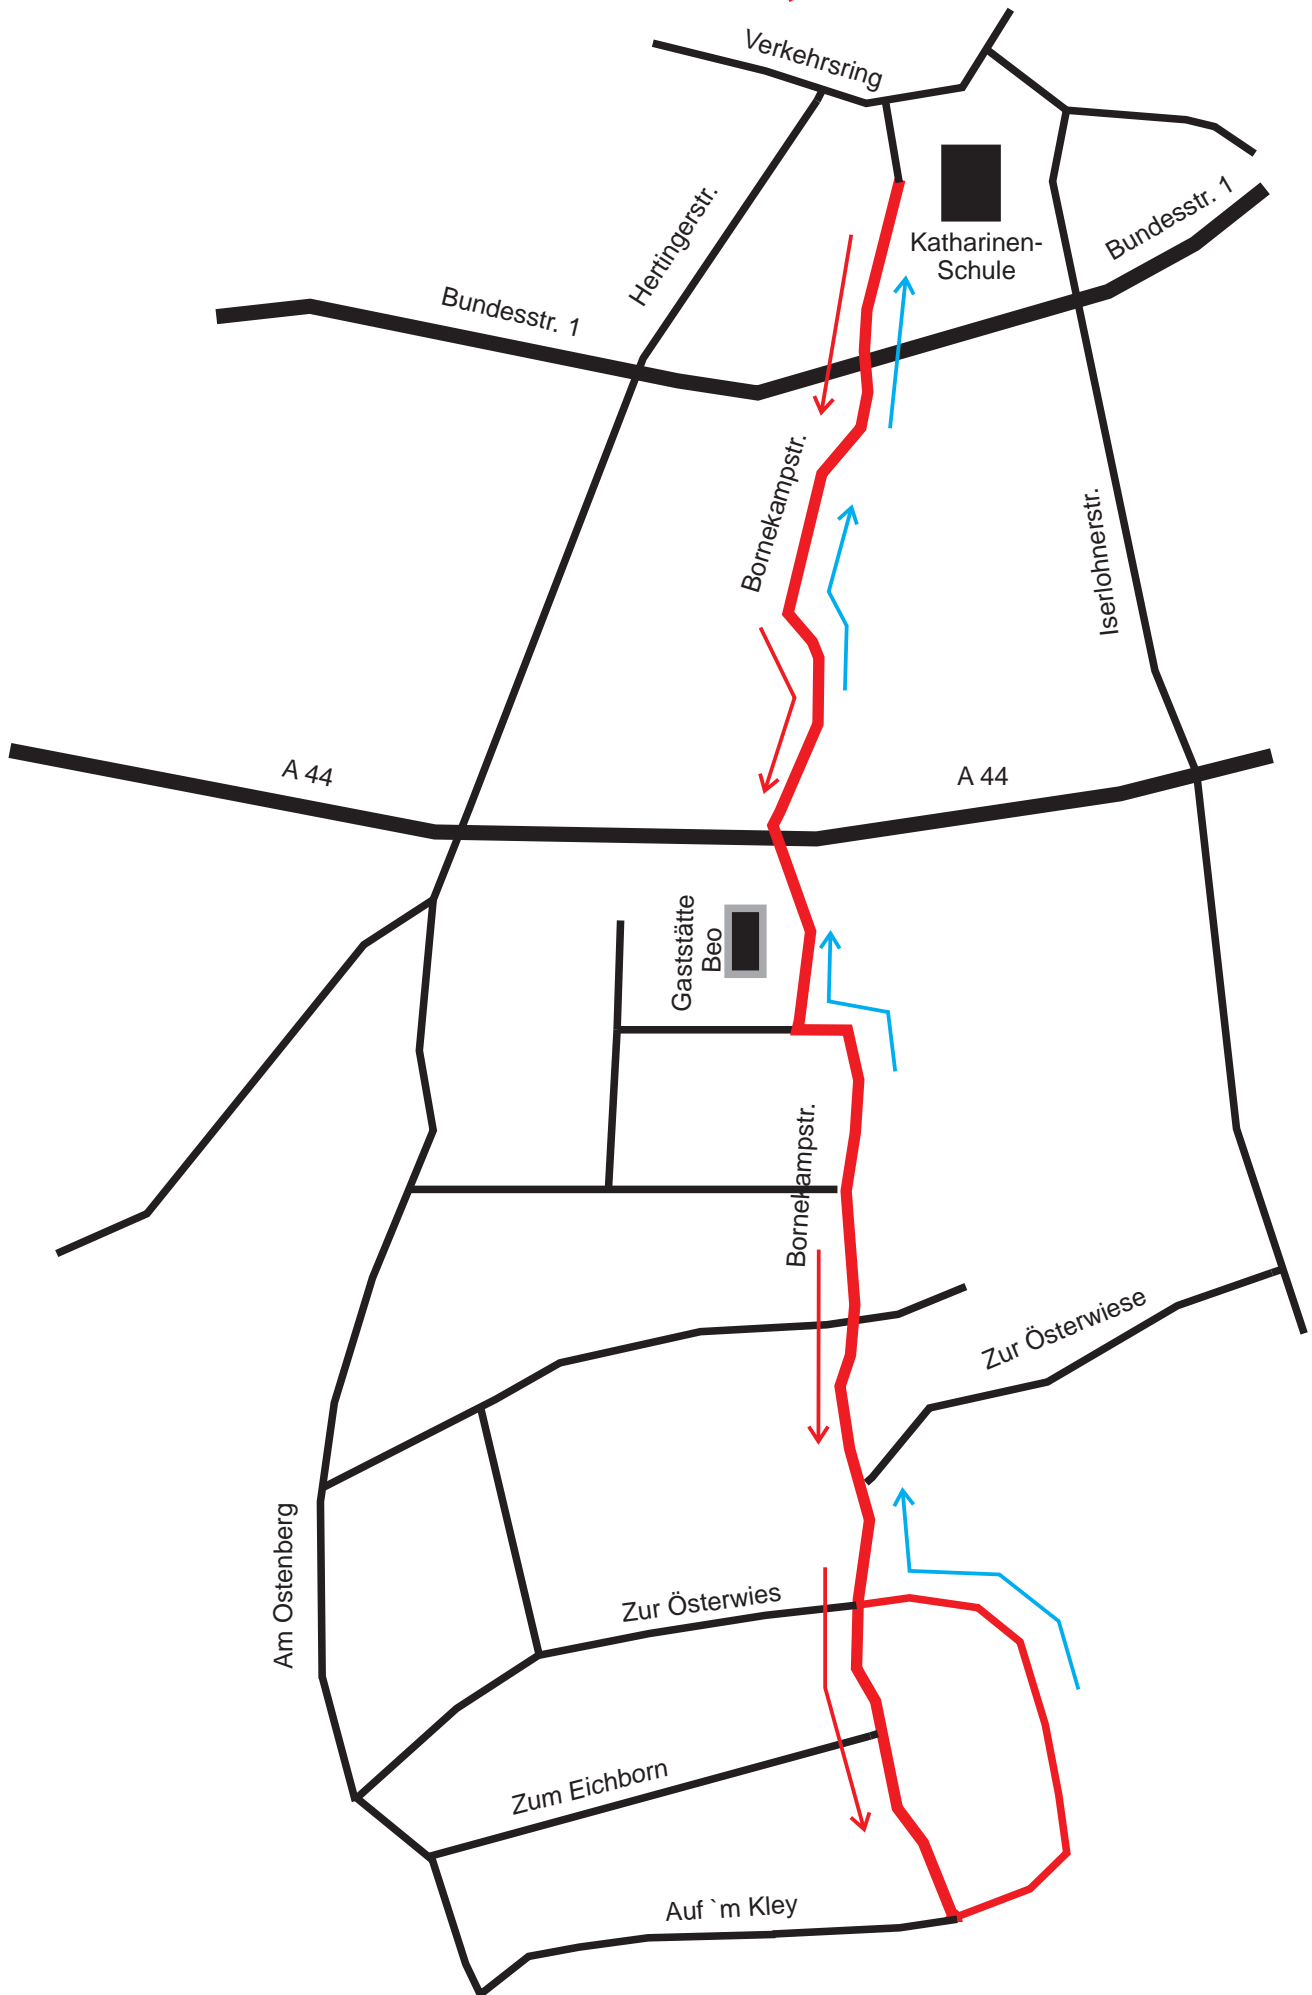 Verkehrsring
Hertingerstr.
Katharinen-
Schule
Bundesstr. 1
Bundesstr. 1
Bornekampstr.
Iserlohnerstr.
A 44
A 44
Gaststätte
Beo
Bornekampstr.
Zur Österwiese
Am Ostenberg
Zur Österwies
Zum Eichborn
Auf `m Kley